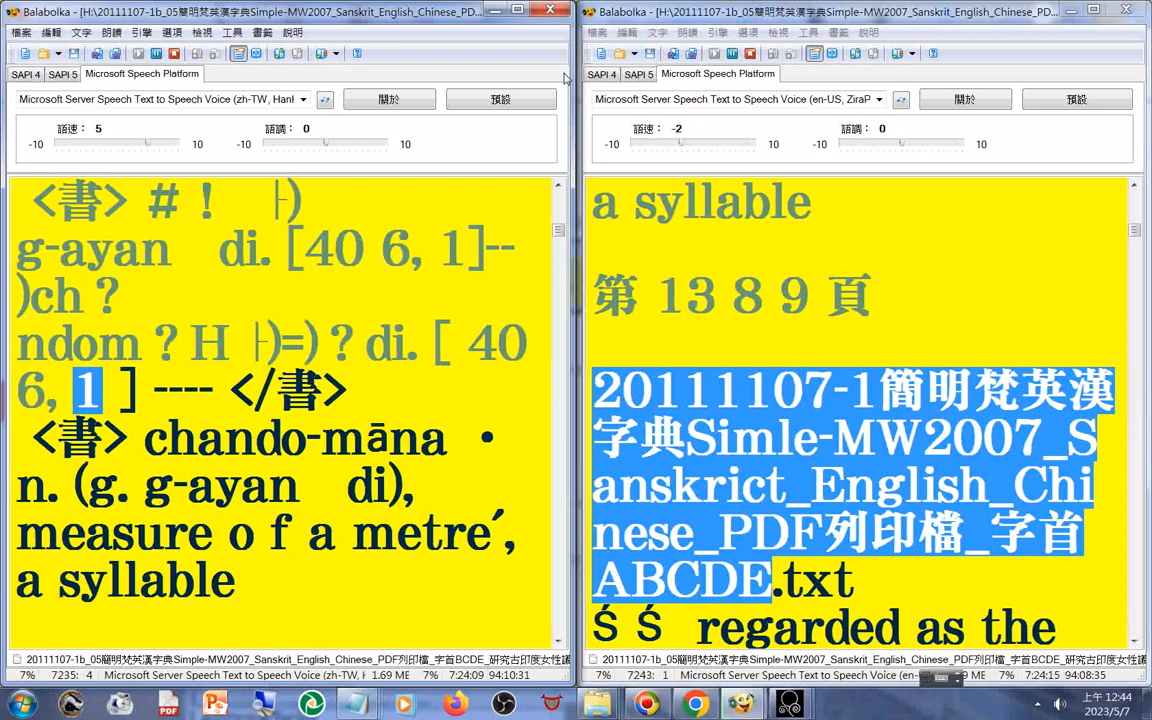 Balabolka - [H:\20111107-1b_05簡明梵英漢字典Simple-MW2007_Sanskrit_English_Chinese_PD...
檔案 編輯 文字 朗讀 引擎 選項 檢視 工具 書籤 說明
SAPI 4 SAPI 5 Microsoft Speech Platform
Microsoft Server Speech Text to Speech Voice (zh-TW, HanH
關於 預設
語速： 5 語調： 0
-10 10 -10 10
<書> # ! ├)
g-ayan di. [40 6, 1]--
)ch ?
ndom ? H ├)=) ? di. [ 40
6, 1 ] ---- </書>
<書> chando-māna •
n. (g. g-ayan di),
measure o f a metre´,
a syllable
20111107-1b_05簡明梵英漢字典Simple-MW2007_Sanskrit_English_Chinese_PDF列印檔_字首BCDE_研究古印度女性議
7% 7235: 4 Microsoft Server Speech Text to Speech Voice (zh-TW, H 1.69 ME 7% 7:24:09 94:10:31
Balabolka - [H:\20111107-1b_05簡明梵英漢字典Simple-MW2007_Sanskrit_English_Chinese_PD...
檔案 編輯 文字 朗讀 引擎 選項 檢視 工具 書籤 說明
SAPI 4 SAPI 5 Microsoft Speech Platform
Microsoft Server Speech Text to Speech Voice (en-US, ZiraP
關於 預設
語速： -2 語調： 0
-10 10 -10 10
a syllable
第 13 8 9 頁
20111107-1簡明梵英漢
字典Simle-MW2007_S
anskrict_English_Chi
nese_PDF列印檔_字首
ABCDE.txt
Ś Ś regarded as the
20111107-1b_05簡明梵英漢字典Simple-MW2007_Sanskrit_English_Chinese_PDF列印檔_字首BCDE_研究古印度女性議
7% 7243: 1 Microsoft Server Speech Text to Speech Voice (en-US 9 ME 7% 7:24:15 94:08:35
上午 12:44
2023/5/7